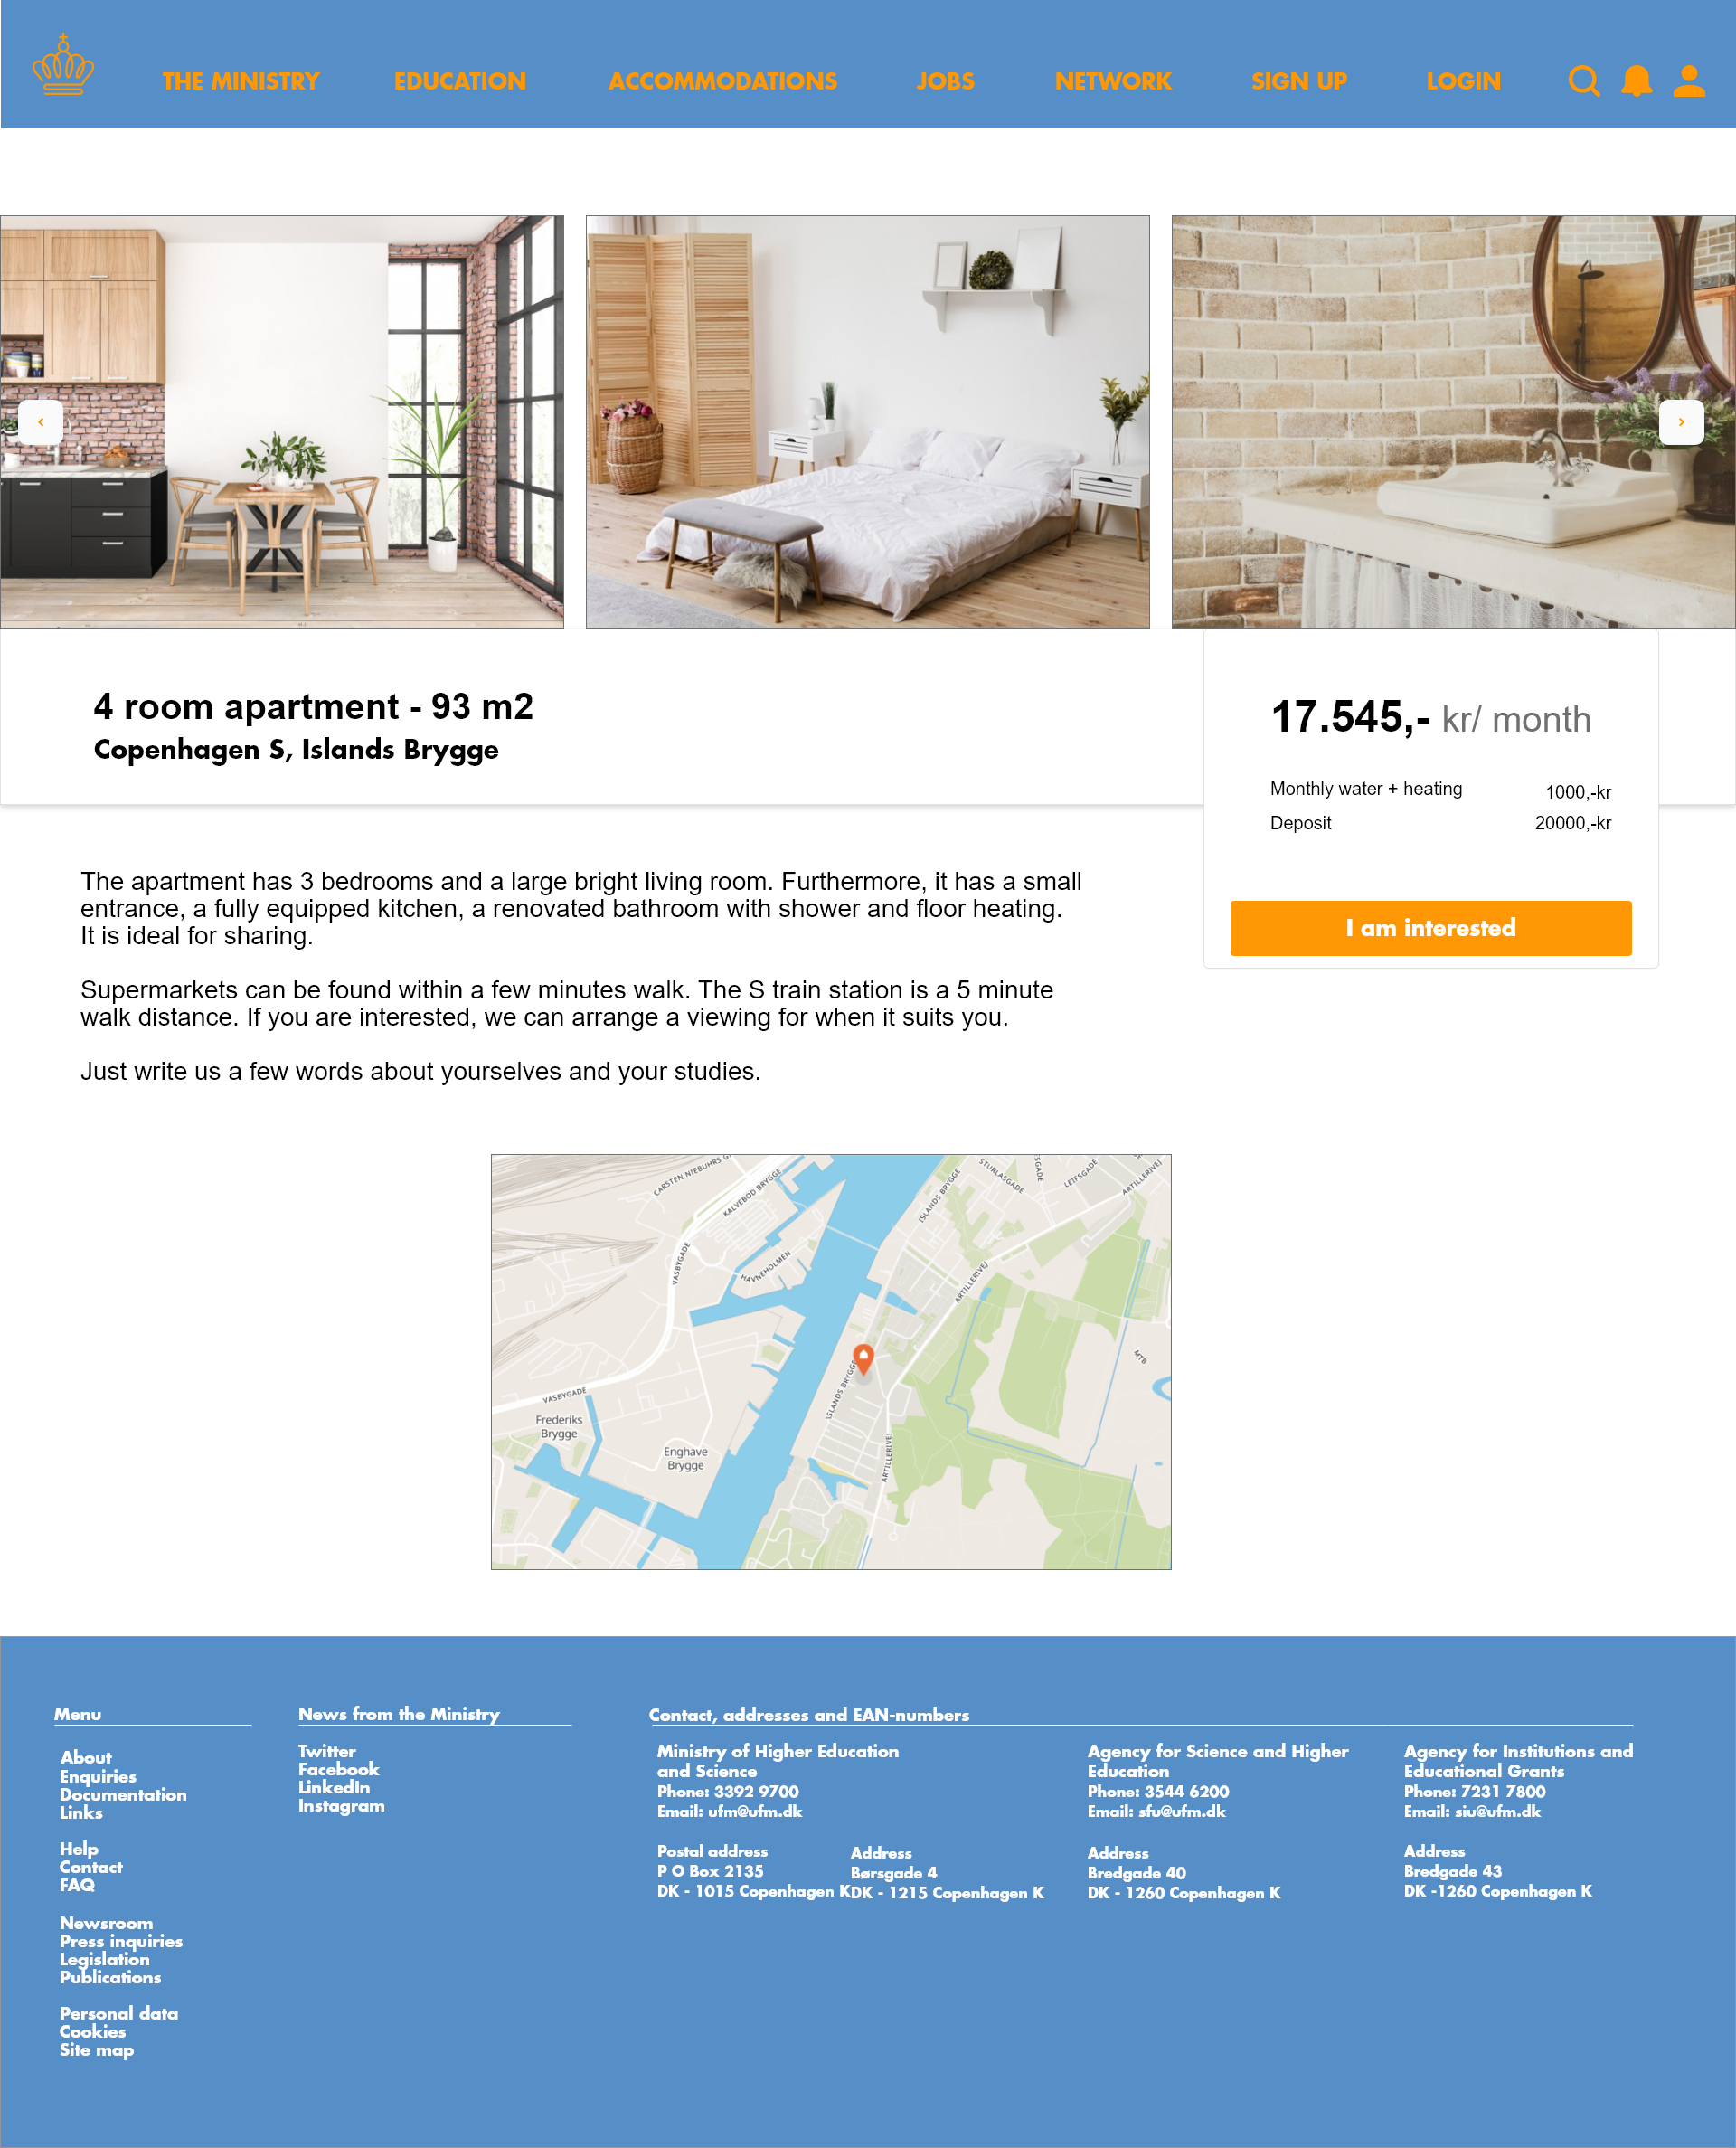 THE MINISTRY
EDUCATION
ACCOMMODATIONS
JOBS
NETWORK
SIGN UP
LOGIN
4 room apartment - 93 m2
Copenhagen S, Islands Brygge
17.545,- kr/ month
Monthly water + heating 1000,-kr
Deposit 20000,-kr
I am interested
The apartment has 3 bedrooms and a large bright living room. Furthermore, it has a small
entrance, a fully equipped kitchen, a renovated bathroom with shower and floor heating.
It is ideal for sharing.
Supermarkets can be found within a few minutes walk. The S train station is a 5 minute
walk distance. If you are interested, we can arrange a viewing for when it suits you.
Just write us a few words about yourselves and your studies.
CARSTEN NIEBUHRS G
KALVEBOD BRYGGE
VASBYGADE
HAVNEHOLMEN
ISLANDS BRYGGE
STURLASGADE
SGADE
LEIFSGADE
ARTILLERIVEJ
ARTILLERIVEJ
MTB
ISLANDS BRYGGE
VASBYGADE
Frederiks
Brygge
Enghave
Brygge
ARTILLERIVEJ
Menu
About
Enquiries
Documentation
Links
Help
Contact
FAQ
Newsroom
Press inquiries
Legislation
Publications
Personal data
Cookies
Site map
News from the Ministry
Twitter
Facebook
LinkedIn
Instagram
Contact, addresses and EAN-numbers
Ministry of Higher Education
and Science
Phone: 3392 9700
Email: ufm@ufm.dk
Postal address
P O Box 2135
DK - 1015 Copenhagen K
Address
Børsgade 4
DK - 1215 Copenhagen K
Agency for Science and Higher
Education
Phone: 3544 6200
Email: sfu@ufm.dk
Address
Bredgade 40
DK - 1260 Copenhagen K
Agency for Institutions and
Educational Grants
Phone: 7231 7800
Email: siu@ufm.dk
Address
Bredgade 43
DK -1260 Copenhagen K